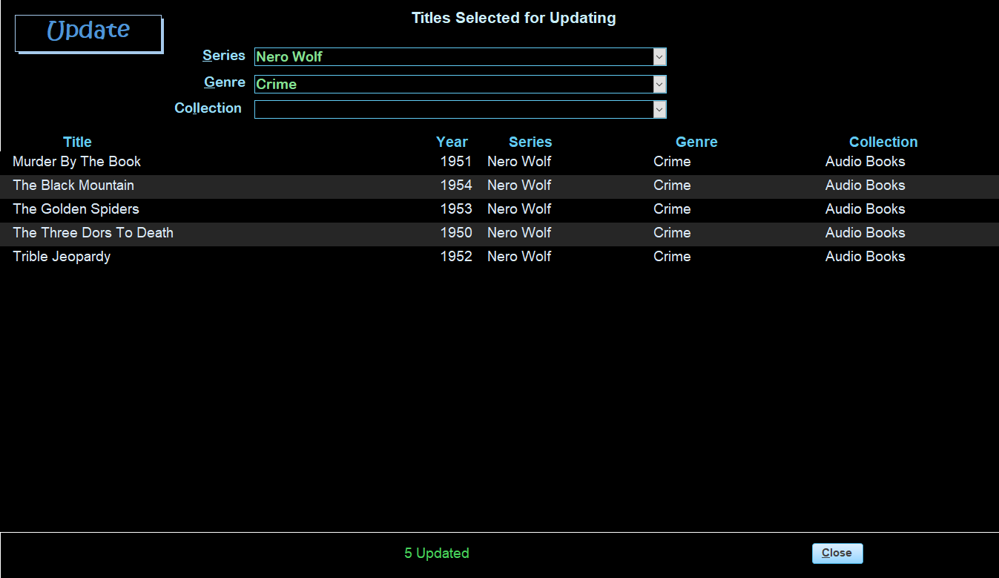 Update
Titles Selected for Updating
Series Nero Wolf
Genre Crime
Collection
Title Year Series Genre Collection
Murder By The Book 1951 Nero Wolf Crime Audio Books
The Black Mountain 1954 Nero Wolf Crime Audio Books
The Golden Spiders 1953 Nero Wolf Crime Audio Books
The Three Dors To Death 1950 Nero Wolf Crime Audio Books
Trible Jeopardy 1952 Nero Wolf Crime Audio Books
5 Updated Close